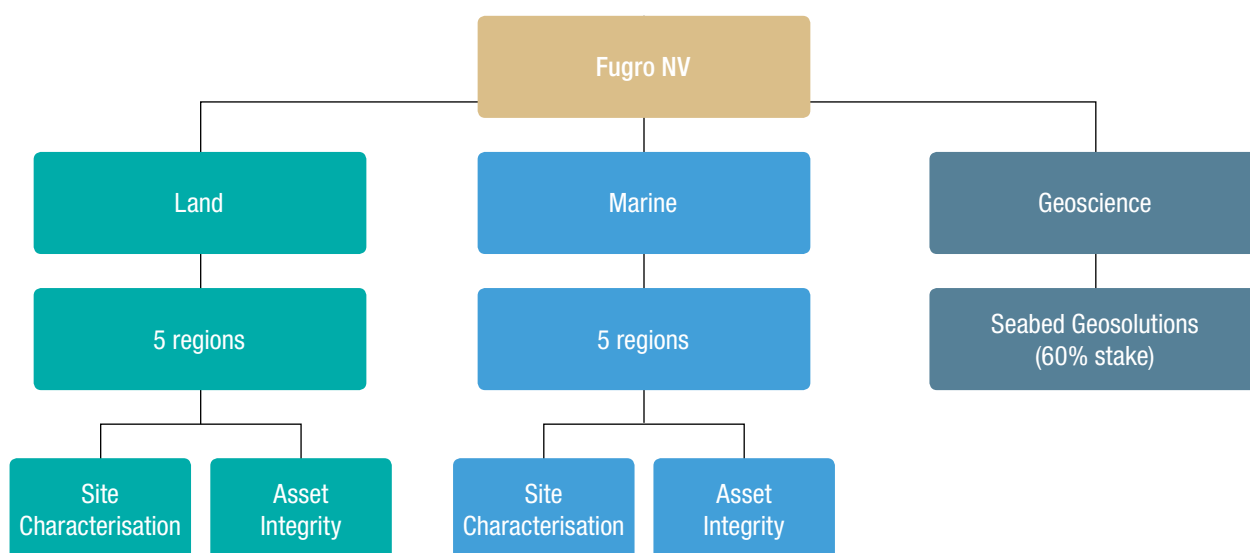 Fugro NV
Land
Marine
Geoscience
5 regions
5 regions
Seabed Geosolutions
(60% stake)
Site
Characterisation
Asset
Integrity
Site
Characterisation
Asset
Integrity